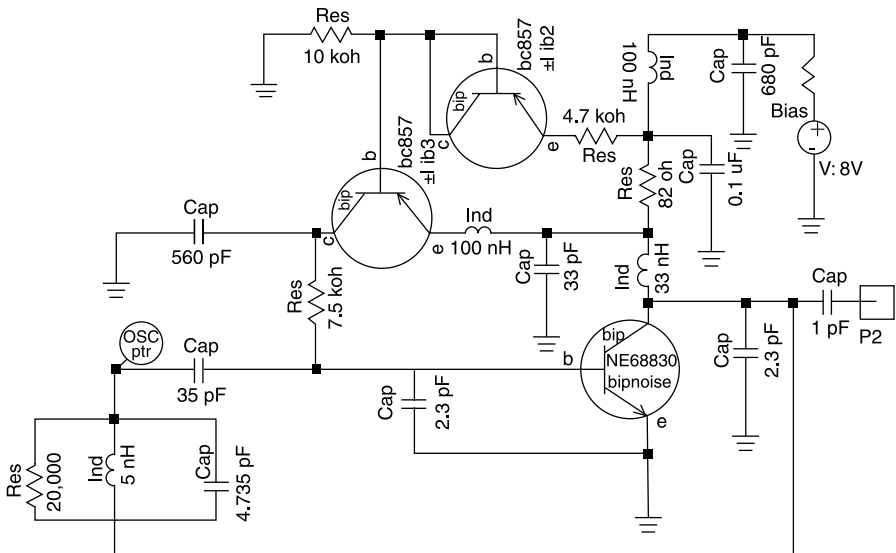 Res
10 koh
b
bc857
±I ib2
bip
c
e
4.7 koh
Res
Ind
100 nH
Cap
680 pF
Bias
+
-
V: 8V
Cap
0.1 uF
Res
82 oh
b
bc857
±I ib3
bip
c
e
Ind
100 nH
Cap
33 pF
Ind
33 nH
Cap
560 pF
Res
7.5 koh
Cap
1 pF
P2
Cap
2.3 pF
OSC
ptr
Cap
35 pF
b
bip
NE68830
bipnoise
e
Cap
2.3 pF
Res
20,000
Ind
5 nH
Cap
4.735 pF